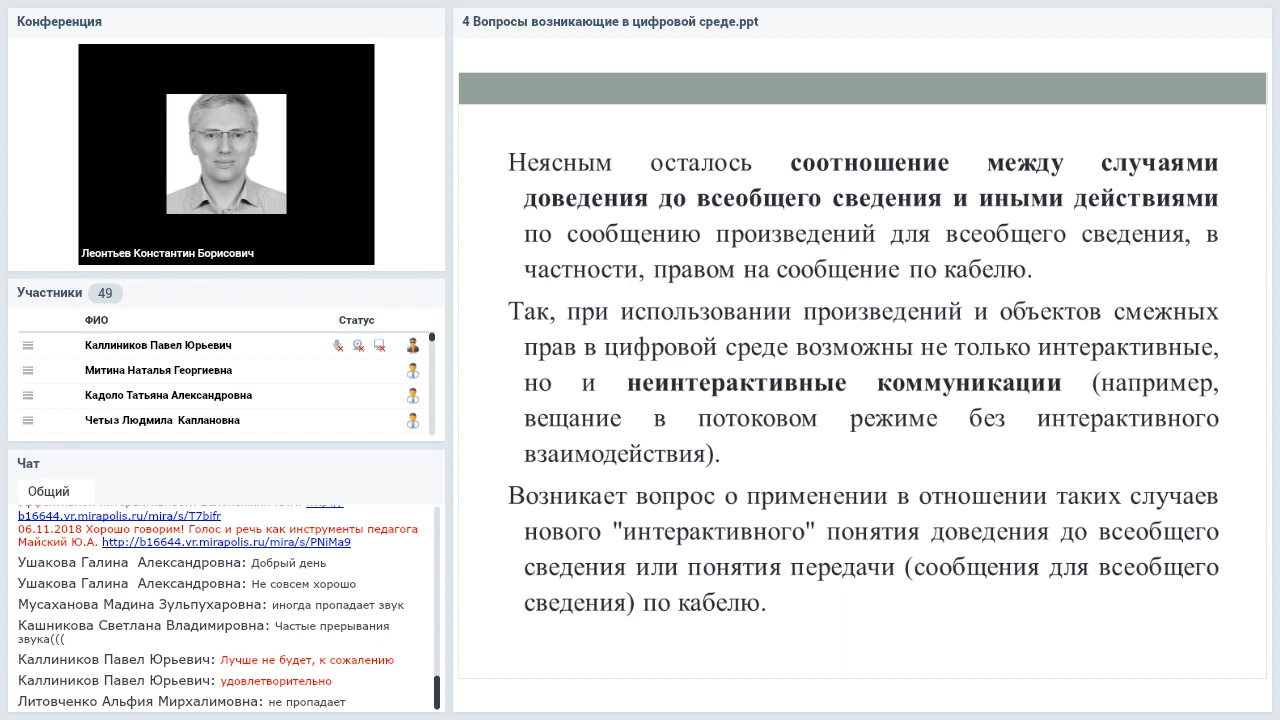 Конференция
Леонтьев Константин Борисович
Участники 49
ФИО Статус
Каллиников Павел Юрьевич
Митина Наталья Георгиевна
Кадоло Татьяна Александровна
Четыз Людмила Каплановна
Чат
Общий
b16644.vr.mirapolis.ru/mira/s/T7bifr
06.11.2018 Хорошо говорим! Голос и речь как инструменты педагога
Майский Ю.А. http://b16644.vr.mirapolis.ru/mira/s/PNiMa9
Ушакова Галина Александровна: Добрый день
Ушакова Галина Александровна: Не совсем хорошо
Мусаханова Мадина Зульпухаровна: иногда пропадает звук
Кашникова Светлана Владимировна: Частые прерывания
звука(((
Каллиников Павел Юрьевич: Лучше не будет, к сожалению
Каллиников Павел Юрьевич: удовлетворительно
Литовченко Альфия Мирхалимовна: не пропадает
4 Вопросы возникающие в цифровой среде.ppt
Неясным осталось соотношение между случаями
доведения до всеобщего сведения и иными действиями
по сообщению произведений для всеобщего сведения, в
частности, правом на сообщение по кабелю.
Так, при использовании произведений и объектов смежных
прав в цифровой среде возможны не только интерактивные,
но и неинтерактивные коммуникации (например,
вещание в потоковом режиме без интерактивного
взаимодействия).
Возникает вопрос о применении в отношении таких случаев
нового "интерактивного" понятия доведения до всеобщего
сведения или понятия передачи (сообщения для всеобщего
сведения) по кабелю.